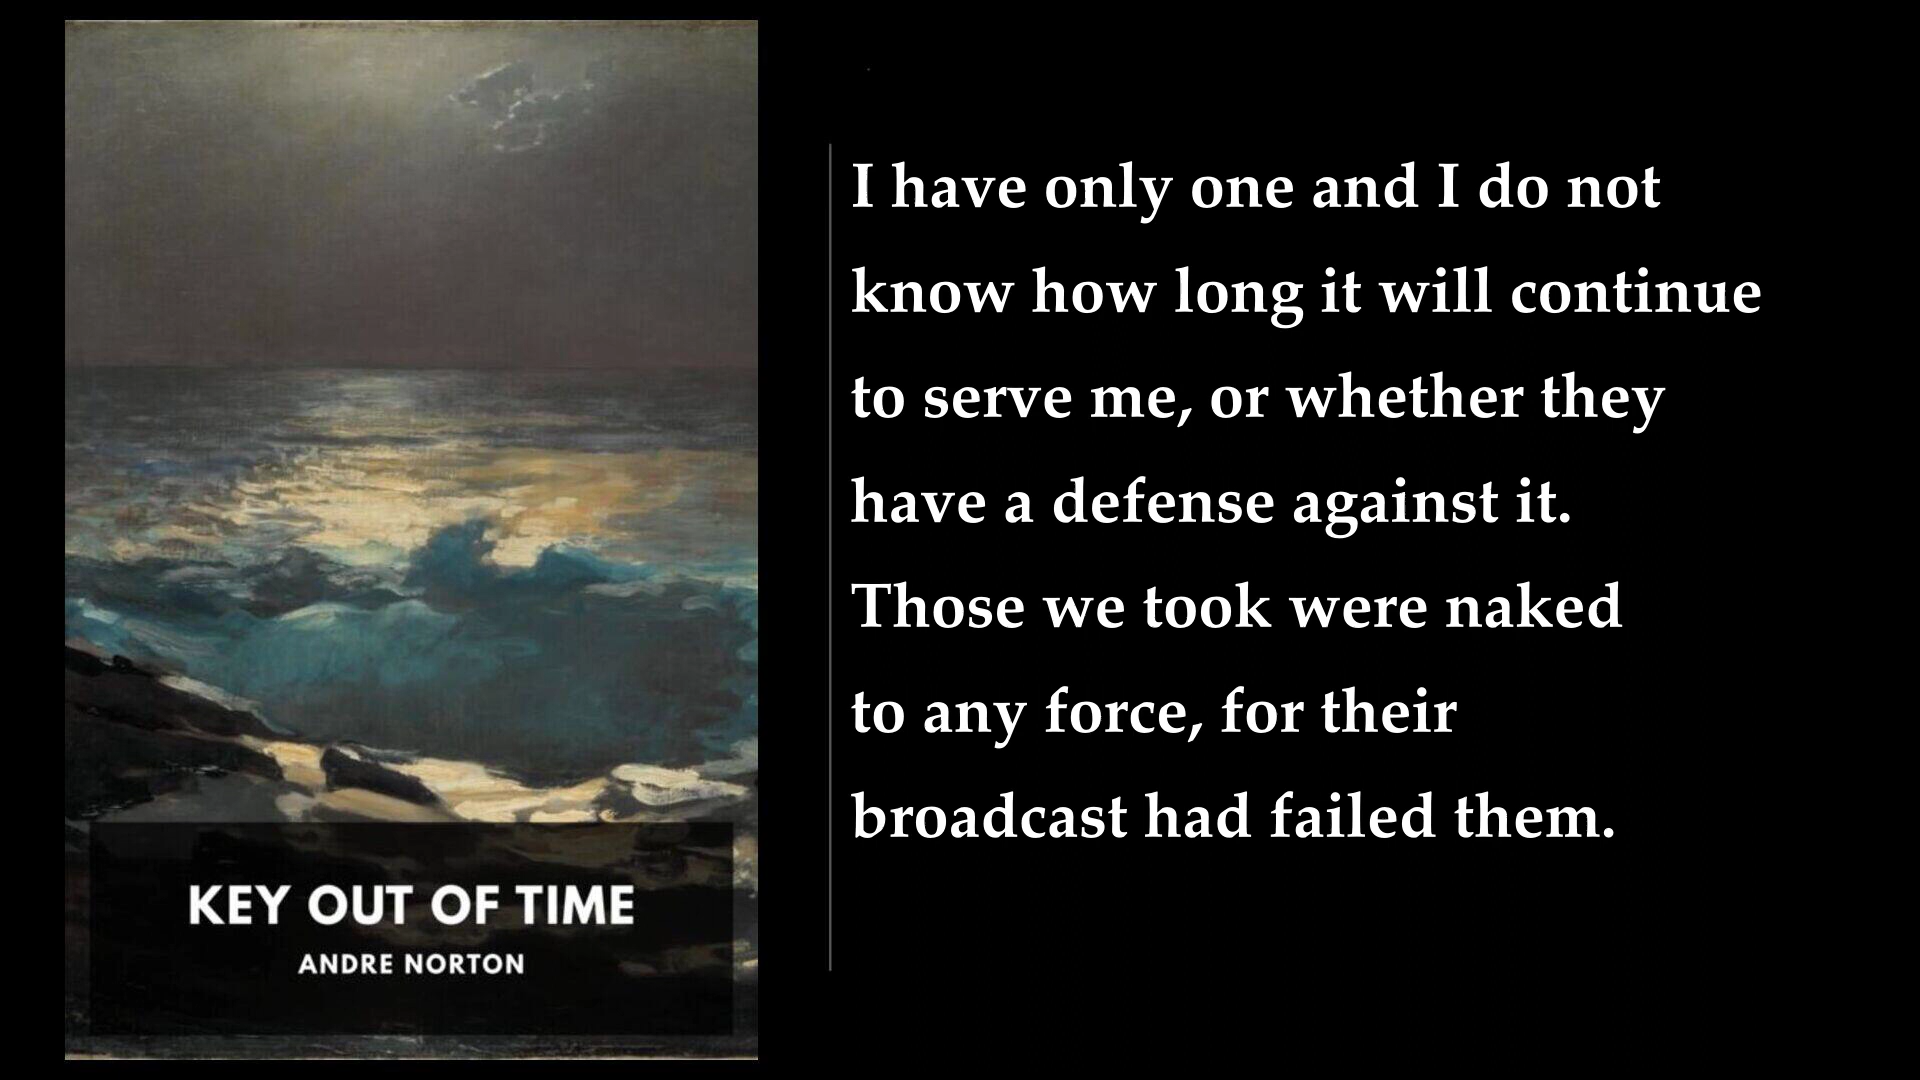 KEY OUT OF TIME
ANDRE NORTON
I have only one and I do not
know how long it will continue
to serve me, or whether they
have a defense against it.
Those we took were naked
to any force, for their
broadcast had failed them.